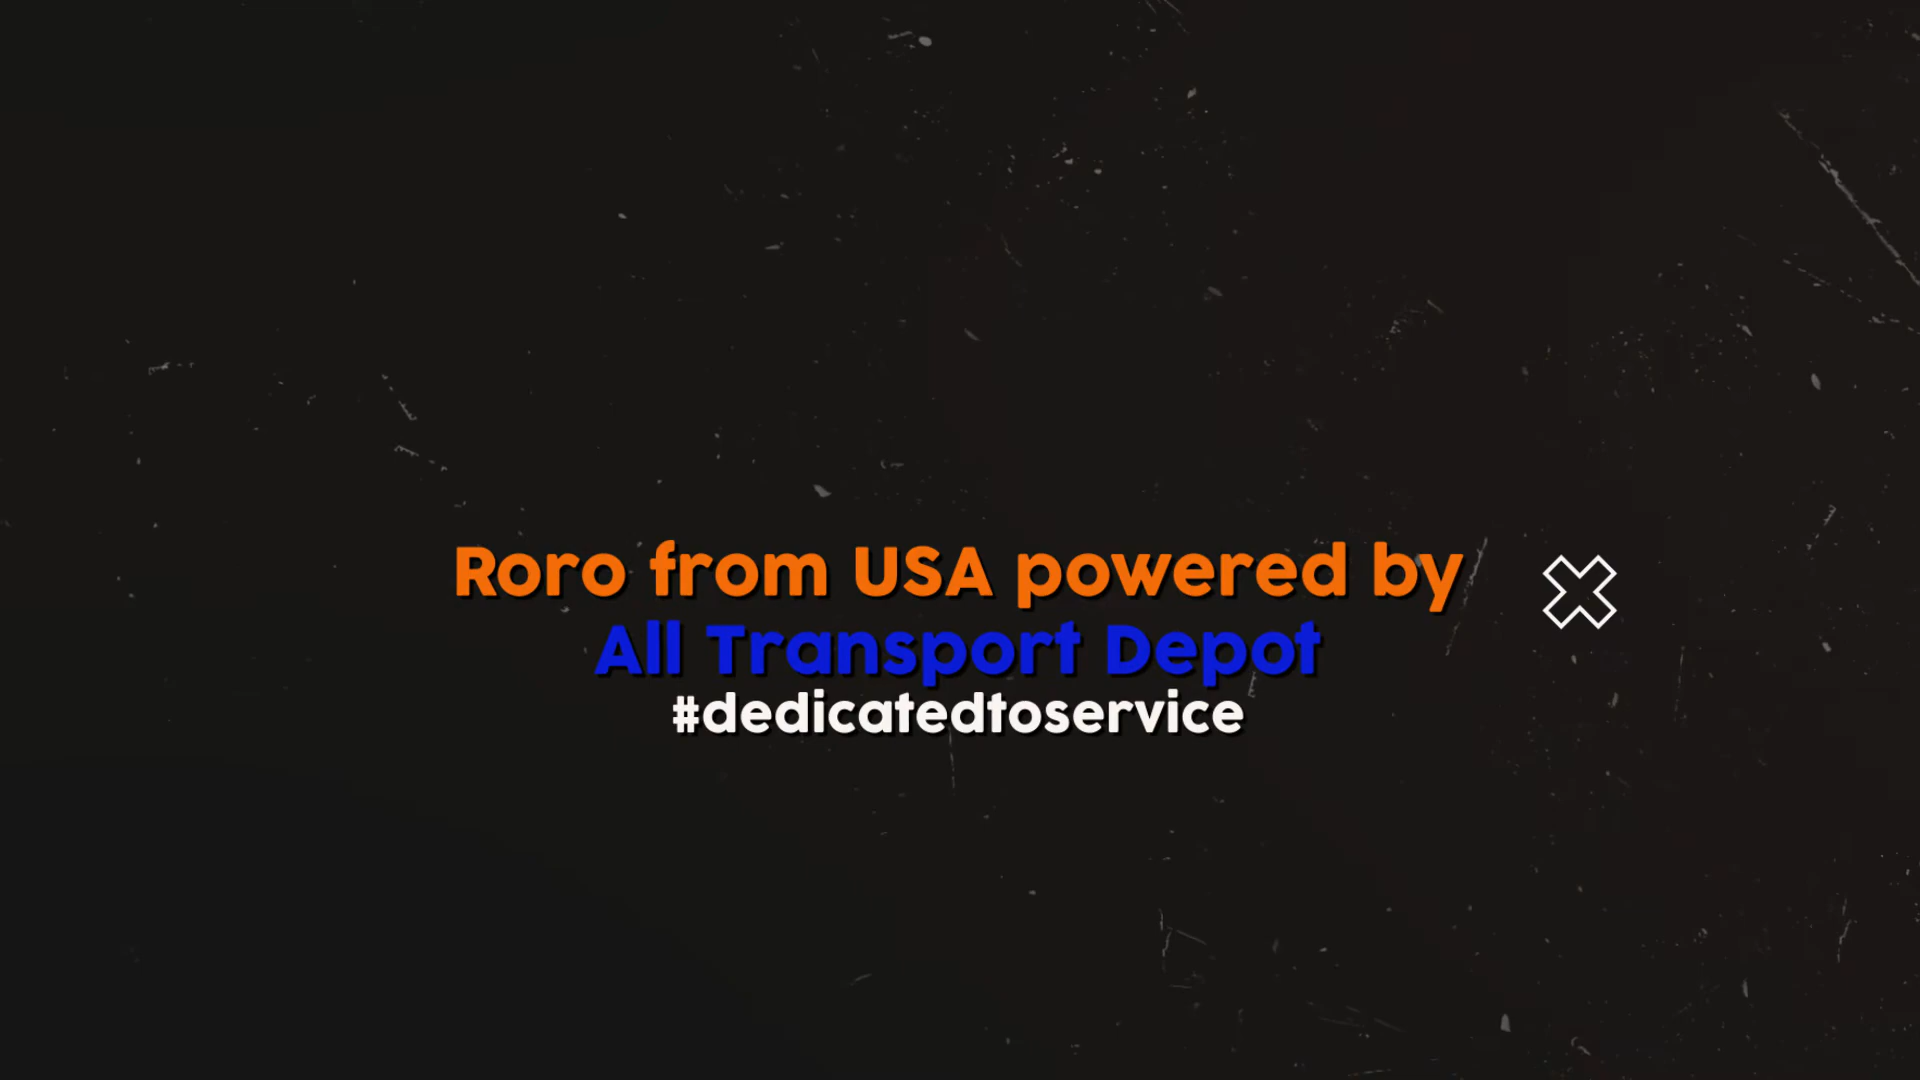 Roro from USA powered by
All Transport Depot
#dedicatedtoservice